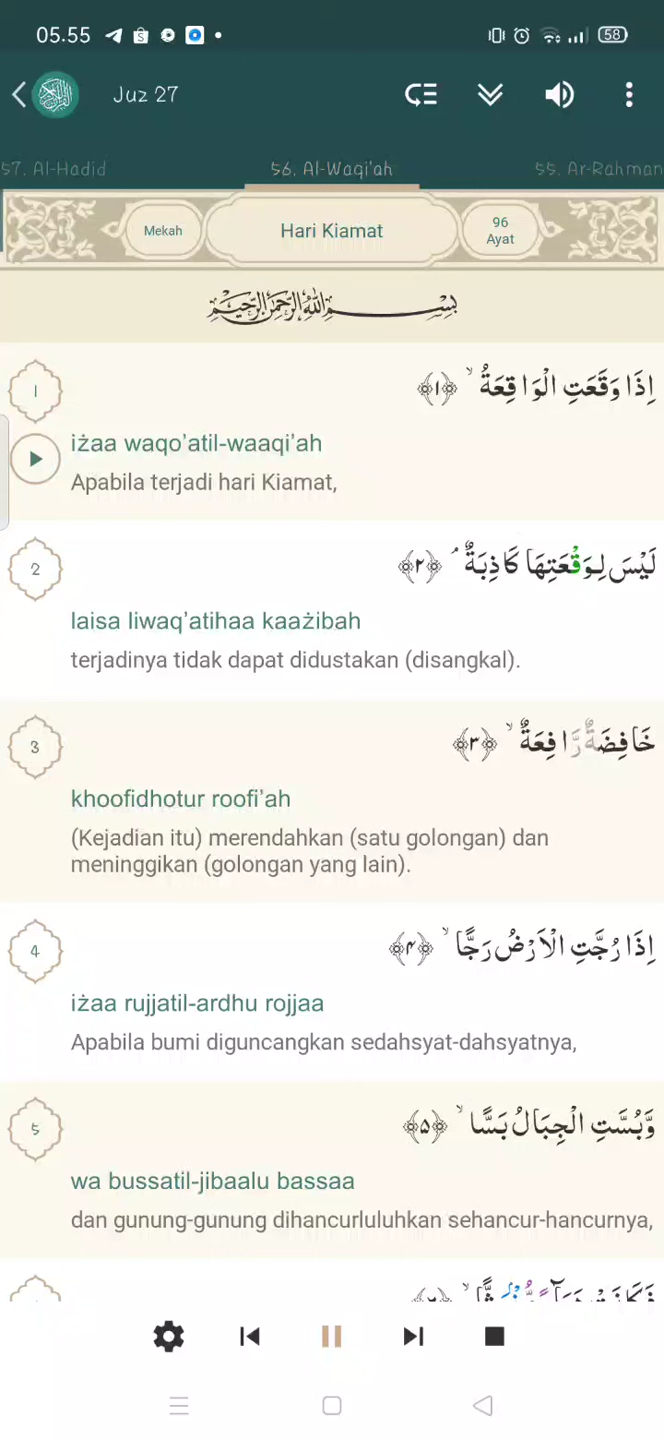 05.55
58
Juz 27
57. Al-Hadid
56. Al-Waqi'ah
55. Ar-Rahman
Mekah
Hari Kiamat
96
Ayat
بِسْمِ اللّٰهِ الرَّحْمٰنِ الرَّحِيْمِ
1
اِذَا وَقَعَتِ الْوَاقِعَةُ ۙ ﴿١﴾
iżaa waqo'atil-waaqi'ah
Apabila terjadi hari Kiamat,
2
لَيْسَ لِوَقْعَتِهَا كَاذِبَةٌ ۘ ﴿٢﴾
laisa liwaq'atihaa kaażibah
terjadinya tidak dapat didustakan (disangkal).
3
خَافِضَةٌ رَّافِعَةٌ ۙ ﴿٣﴾
khoofidhotur roofi'ah
(Kejadian itu) merendahkan (satu golongan) dan
meninggikan (golongan yang lain).
4
اِذَا رُجَّتِ الْاَرْضُ رَجًّا ۙ ﴿۴﴾
iżaa rujjatil-ardhu rojjaa
Apabila bumi diguncangkan sedahsyat-dahsyatnya,
5
وَّبُسَّتِ الْجِبَالُ بَسًّا ۙ ﴿۵﴾
wa bussatil-jibaalu bassaa
dan gunung-gunung dihancurluluhkan sehancur-hancurnya,